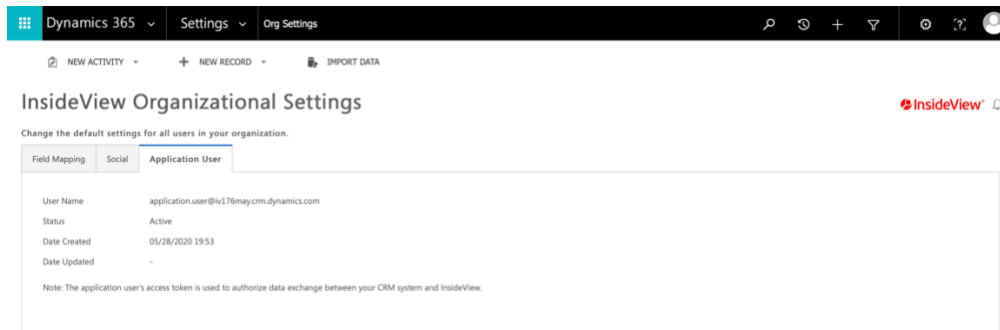 Dynamics 365 Settings Org Settings
NEW ACTIVITY NEW RECORD IMPORT DATA
InsideView Organizational Settings
InsideView®
Change the default settings for all users in your organization.
Field Mapping Social Application User
User Name application.user@iv176may.crm.dynamics.com
Status Active
Date Created 05/28/2020 19:53
Date Updated -
Note: The application user's access token is used to authorize data exchange between your CRM system and InsideView.